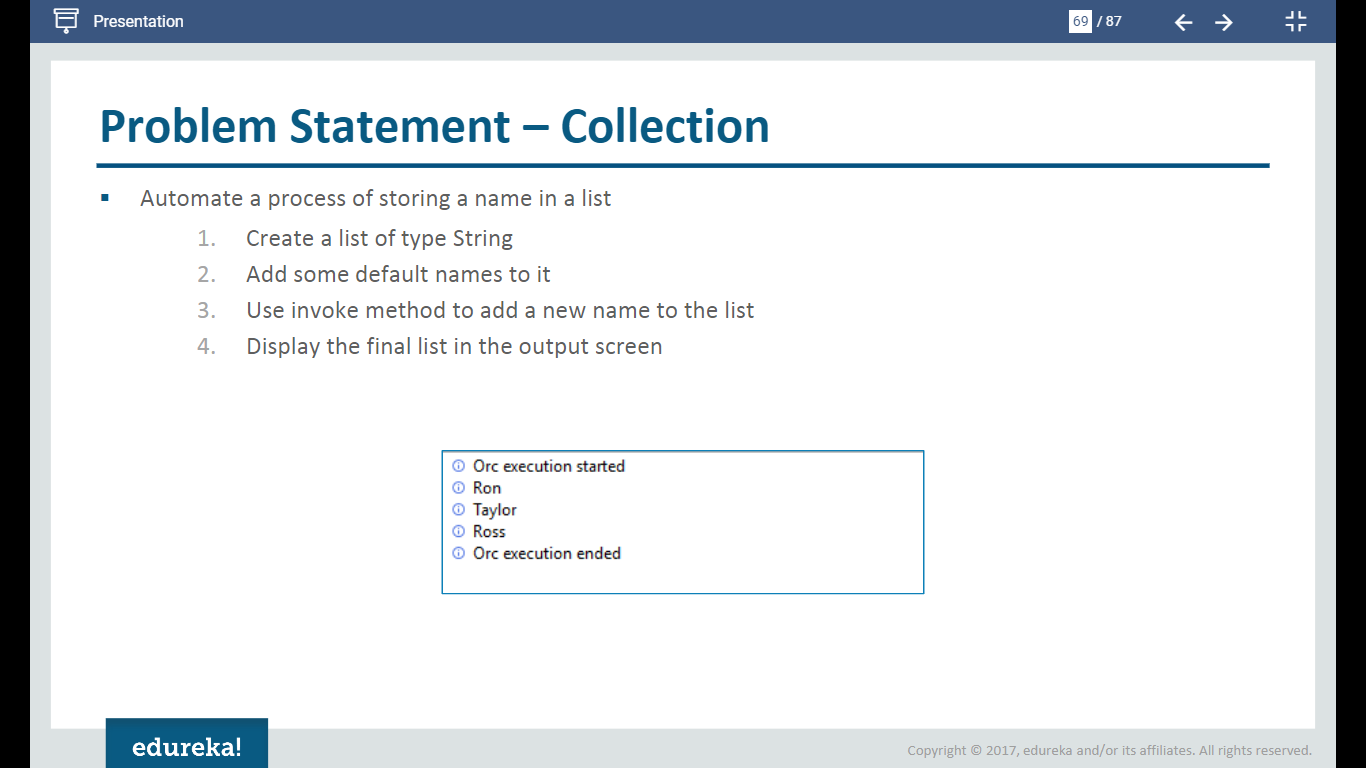 Presentation
69 / 87
Problem Statement – Collection
▪ Automate a process of storing a name in a list
1. Create a list of type String
2. Add some default names to it
3. Use invoke method to add a new name to the list
4. Display the final list in the output screen
Orc execution started
Ron
Taylor
Ross
Orc execution ended
edureka!
Copyright © 2017, edureka and/or its affiliates. All rights reserved.